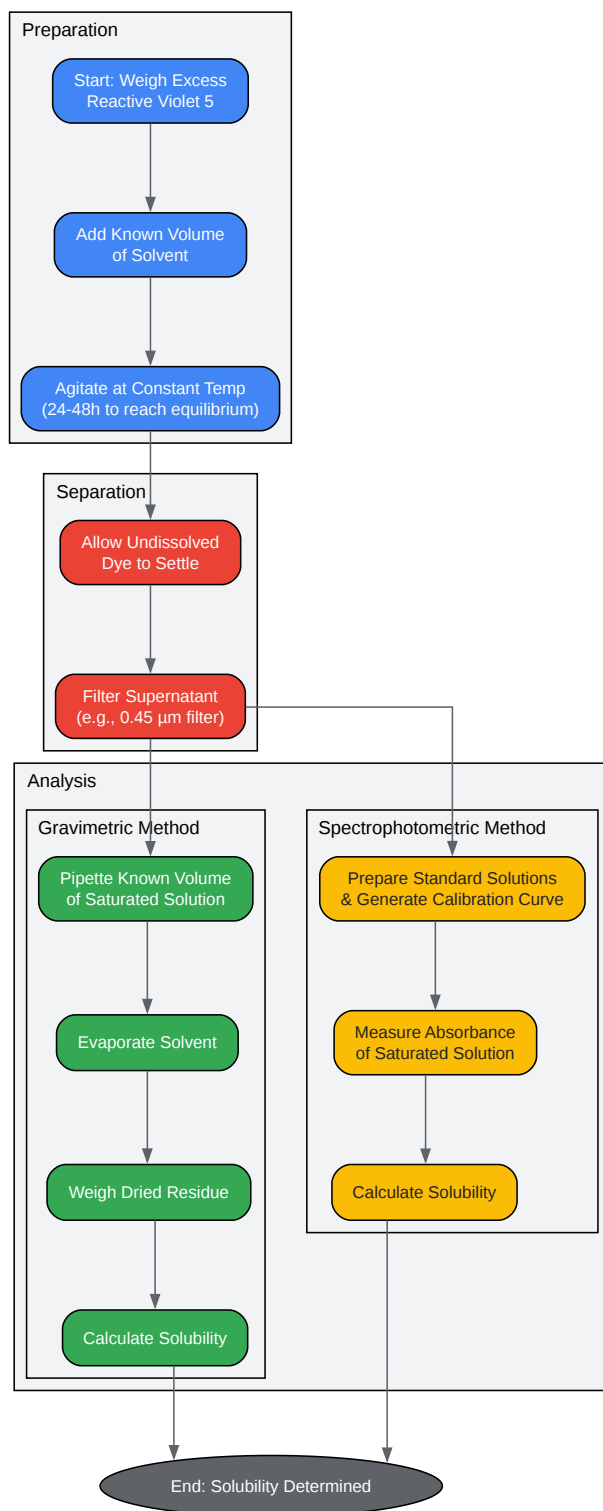 Preparation
Start: Weigh Excess
Reactive Violet 5
Add Known Volume
of Solvent
Agitate at Constant Temp
(24-48h to reach equilibrium)
Separation
Allow Undissolved
Dye to Settle
Filter Supernatant
(e.g., 0.45 µm filter)
Analysis
Gravimetric Method
Pipette Known Volume
of Saturated Solution
Evaporate Solvent
Weigh Dried Residue
Calculate Solubility
Spectrophotometric Method
Prepare Standard Solutions
& Generate Calibration Curve
Measure Absorbance
of Saturated Solution
Calculate Solubility
End: Solubility Determined